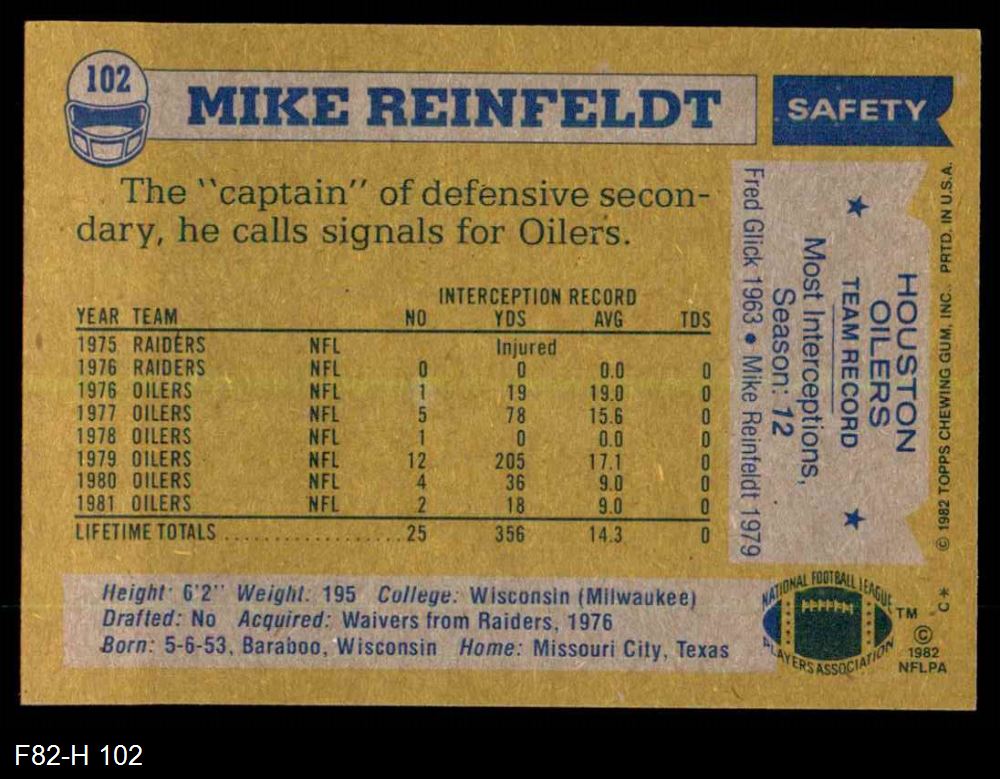 102
MIKE REINFELDT
SAFETY
The "captain" of defensive secon-
dary, he calls signals for Oilers.
INTERCEPTION RECORD
YEAR TEAM NO YDS AVG TDS
1975 RAIDERS NFL Injured
1976 RAIDERS NFL 0 0 0.0 0
1976 OILERS NFL 1 19 19.0 0
1977 OILERS NFL 5 78 15.6 0
1978 OILERS NFL 1 0 0.0 0
1979 OILERS NFL 12 205 17.1 0
1980 OILERS NFL 4 36 9.0 0
1981 OILERS NFL 2 18 9.0 0
LIFETIME TOTALS .................. 25 356 14.3 0
Height: 6'2" Weight: 195 College: Wisconsin (Milwaukee)
Drafted: No Acquired: Waivers from Raiders, 1976
Born: 5-6-53, Baraboo, Wisconsin Home: Missouri City, Texas
HOUSTON
OILERS
★ TEAM RECORD ★
Most Interceptions,
Season: 12
Fred Glick 1963 • Mike Reinfeldt 1979
© 1982 TOPPS CHEWING GUM, INC. PRTD. IN U.S.A.
C*
NATIONAL FOOTBALL LEAGUE
PLAYERS ASSOCIATION
TM
©
1982
NFLPA
F82-H 102